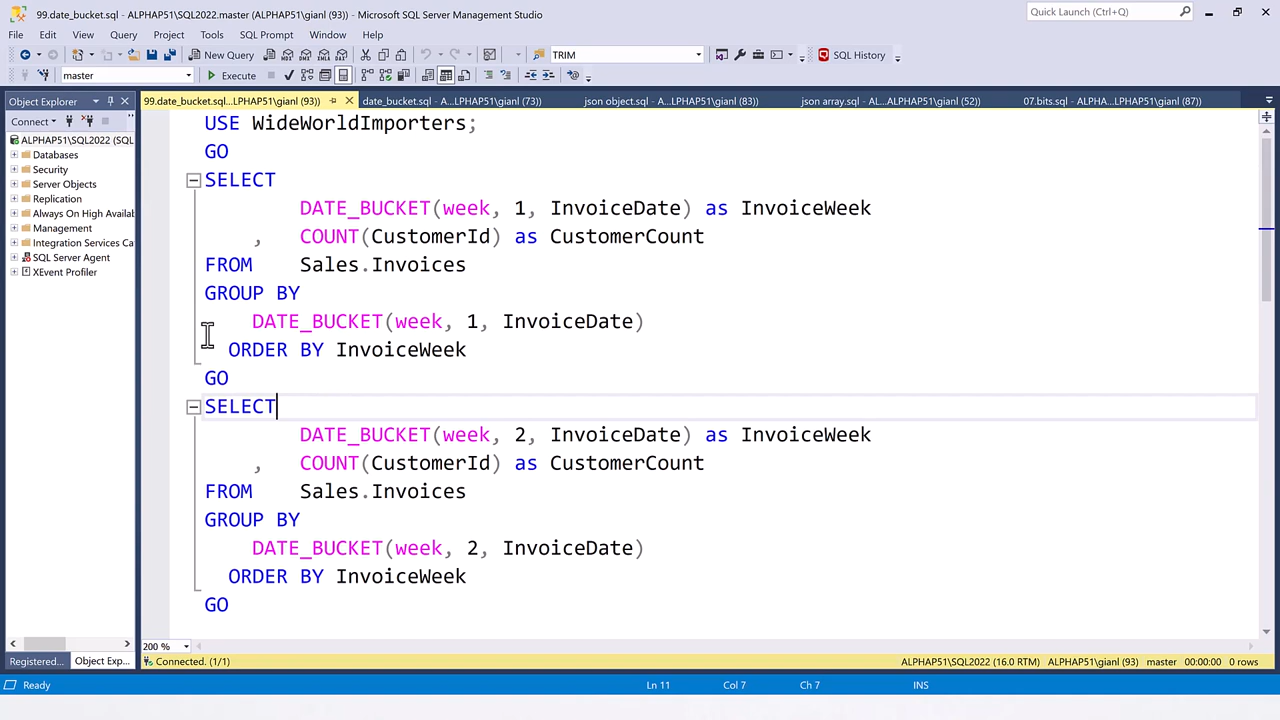 99.date_bucket.sql - ALPHAP51\SQL2022.master (ALPHAP51\gianl (93)) - Microsoft SQL Server Management Studio
Quick Launch (Ctrl+Q)
File Edit View Query Project Tools SQL Prompt Window Help
New Query TRIM SQL History
master Execute
Object Explorer
99.date_bucket.sql...LPHAP51\gianl (93)) date_bucket.sql - A...LPHAP51\gianl (73)) json object.sql - A...LPHAP51\gianl (83)) json array.sql - AL...ALPHAP51\gianl (52)) 07.bits.sql - ALPHA...LPHAP51\gianl (87))
Connect
ALPHAP51\SQL2022 (SQL
Databases
Security
Server Objects
Replication
Always On High Availab
Management
Integration Services Ca
SQL Server Agent
XEvent Profiler
USE WideWorldImporters;
GO
SELECT
DATE_BUCKET(week, 1, InvoiceDate) as InvoiceWeek
, COUNT(CustomerId) as CustomerCount
FROM Sales.Invoices
GROUP BY
DATE_BUCKET(week, 1, InvoiceDate)
ORDER BY InvoiceWeek
GO
SELECT
DATE_BUCKET(week, 2, InvoiceDate) as InvoiceWeek
, COUNT(CustomerId) as CustomerCount
FROM Sales.Invoices
GROUP BY
DATE_BUCKET(week, 2, InvoiceDate)
ORDER BY InvoiceWeek
GO
200 %
Registered... Object Exp...
Connected. (1/1) ALPHAP51\SQL2022 (16.0 RTM) ALPHAP51\gianl (93) master 00:00:00 0 rows
Ready Ln 11 Col 7 Ch 7 INS